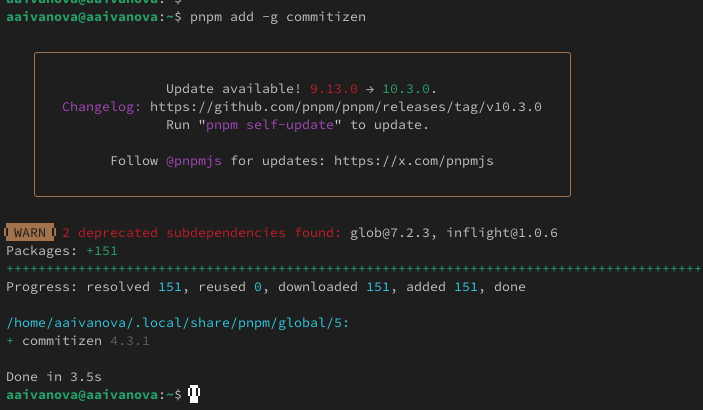 aaivanova@aaivanova:~$
aaivanova@aaivanova:~$ pnpm add -g commitizen
Update available! 9.13.0 → 10.3.0.
Changelog: https://github.com/pnpm/pnpm/releases/tag/v10.3.0
Run "pnpm self-update" to update.
Follow @pnpmjs for updates: https://x.com/pnpmjs
WARN 2 deprecated subdependencies found: glob@7.2.3, inflight@1.0.6
Packages: +151
++++++++++++++++++++++++++++++++++++++++++++++++++++++++++++++++++++++++++++++++++++++
Progress: resolved 151, reused 0, downloaded 151, added 151, done
/home/aaivanova/.local/share/pnpm/global/5:
+ commitizen 4.3.1
Done in 3.5s
aaivanova@aaivanova:~$